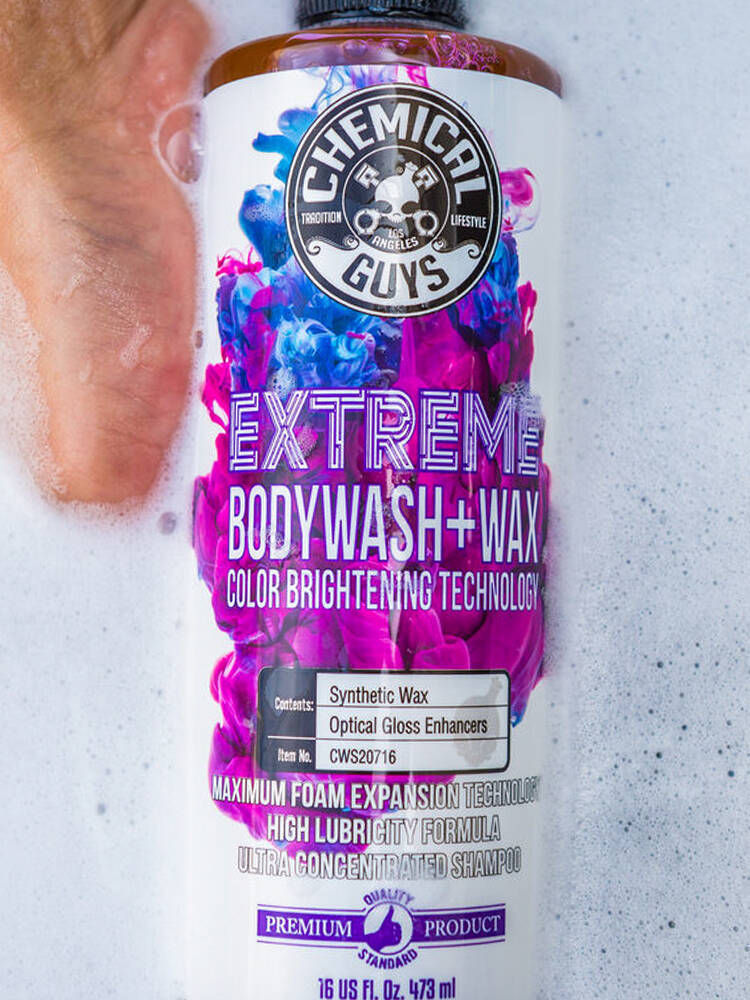 CHEMICAL
TRADITION
LIFESTYLE
LOS
ANGELES
GUYS
EXTREME
BODYWASH+WAX
COLOR BRIGHTENING TECHNOLOGY
Contents: Synthetic Wax
Optical Gloss Enhancers
Item No. CWS20716
MAXIMUM FOAM EXPANSION TECHNOLOGY
HIGH LUBRICITY FORMULA
ULTRA CONCENTRATED SHAMPOO
QUALITY
PREMIUM PRODUCT
STANDARD
16 US Fl. Oz. 473 ml